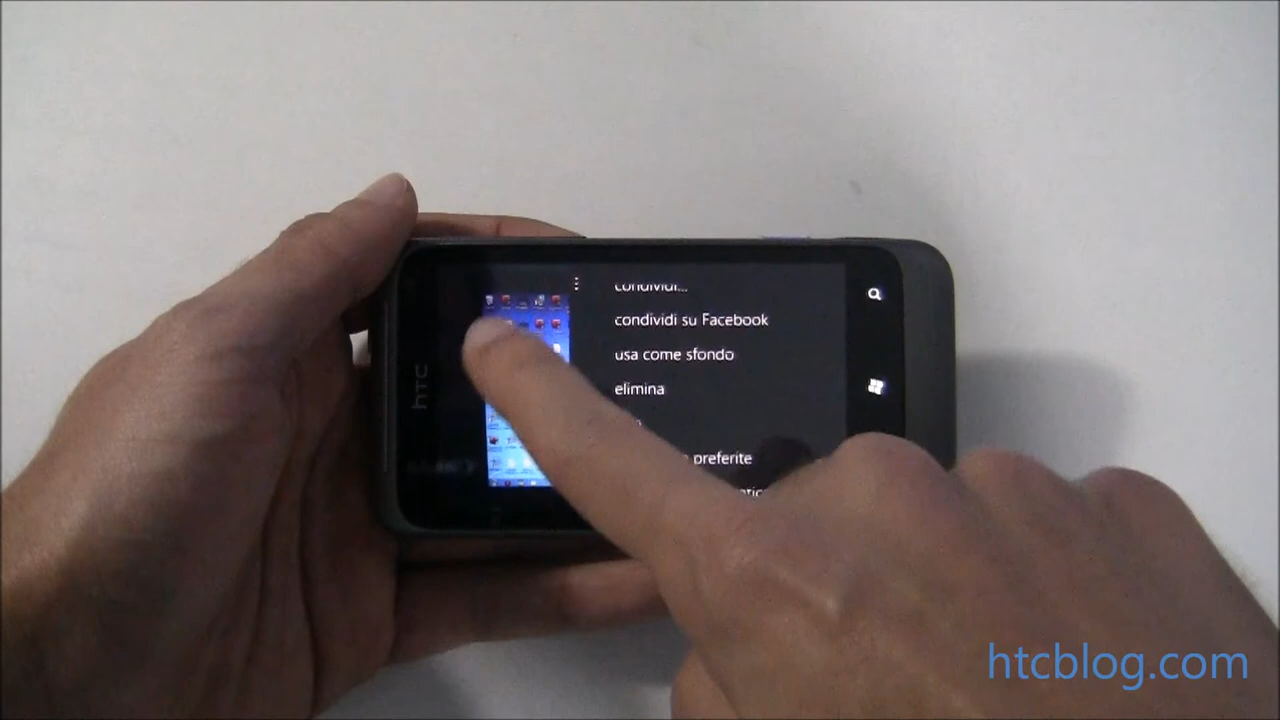 hTC
condividi...
condividi su Facebook
usa come sfondo
elimina
preferite
htcblog.com